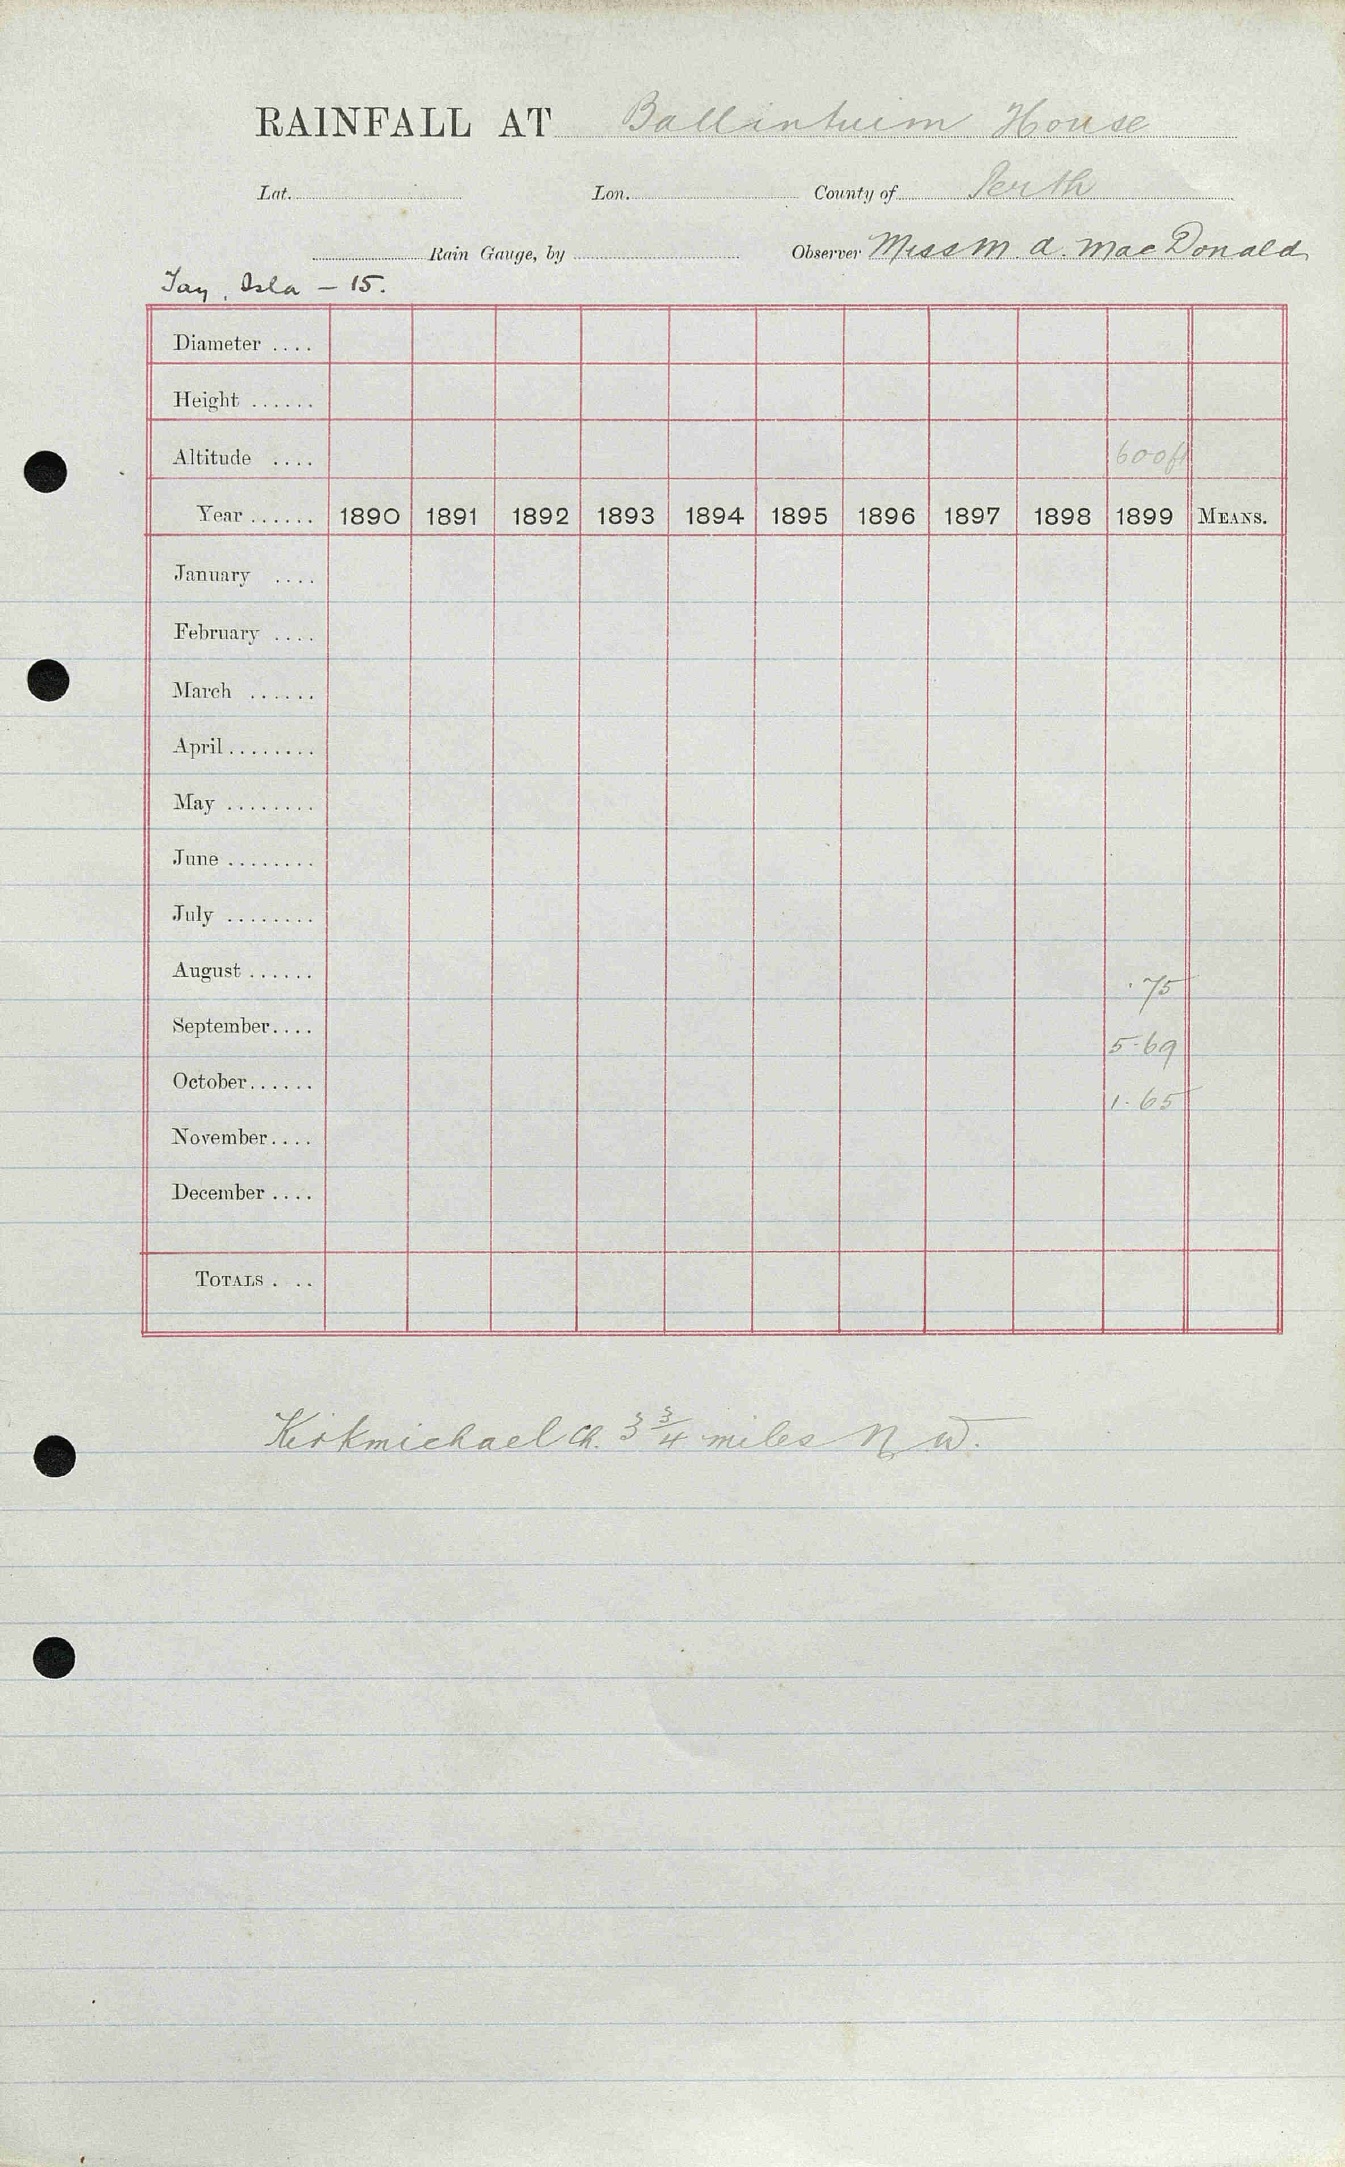 RAINFALL AT Ballintuim House
Lat. Lon. County of Perth
Rain Gauge, by Observer Miss M. A. MacDonald
Tay, Isla – 15.
Diameter ....
Height ......
Altitude .... 600ft
Year ...... 1890 1891 1892 1893 1894 1895 1896 1897 1898 1899 MEANS.
January ....
February ....
March ......
April ........
May ........
June ........
July ........
August ...... .75
September.... 5.69
October...... 1.65
November....
December ....
TOTALS . ..
Kirkmichael Ch. 3 3/4 miles N.W.